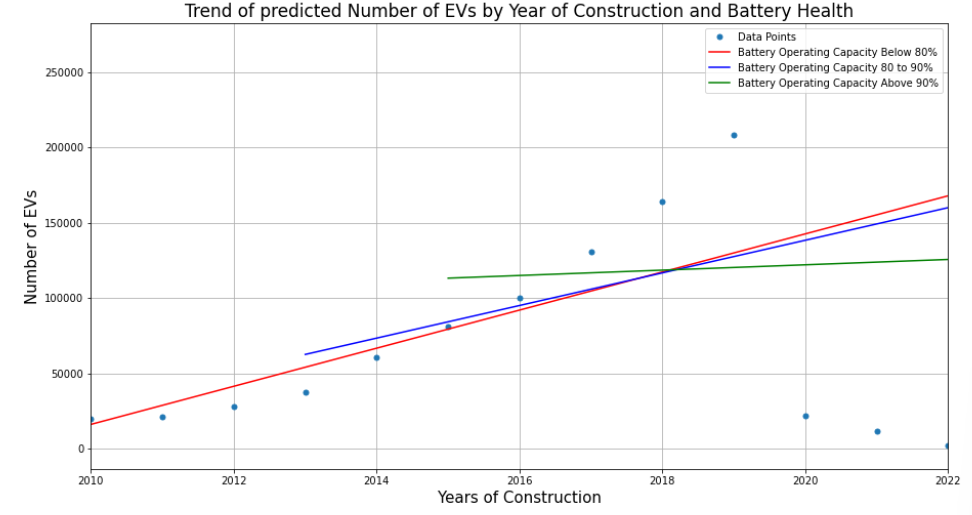 Trend of predicted Number of EVs by Year of Construction and Battery Health
Data Points
Battery Operating Capacity Below 80%
Battery Operating Capacity 80 to 90%
Battery Operating Capacity Above 90%
Number of EVs
250000
200000
150000
100000
50000
0
2010 2012 2014 2016 2018 2020 2022
Years of Construction